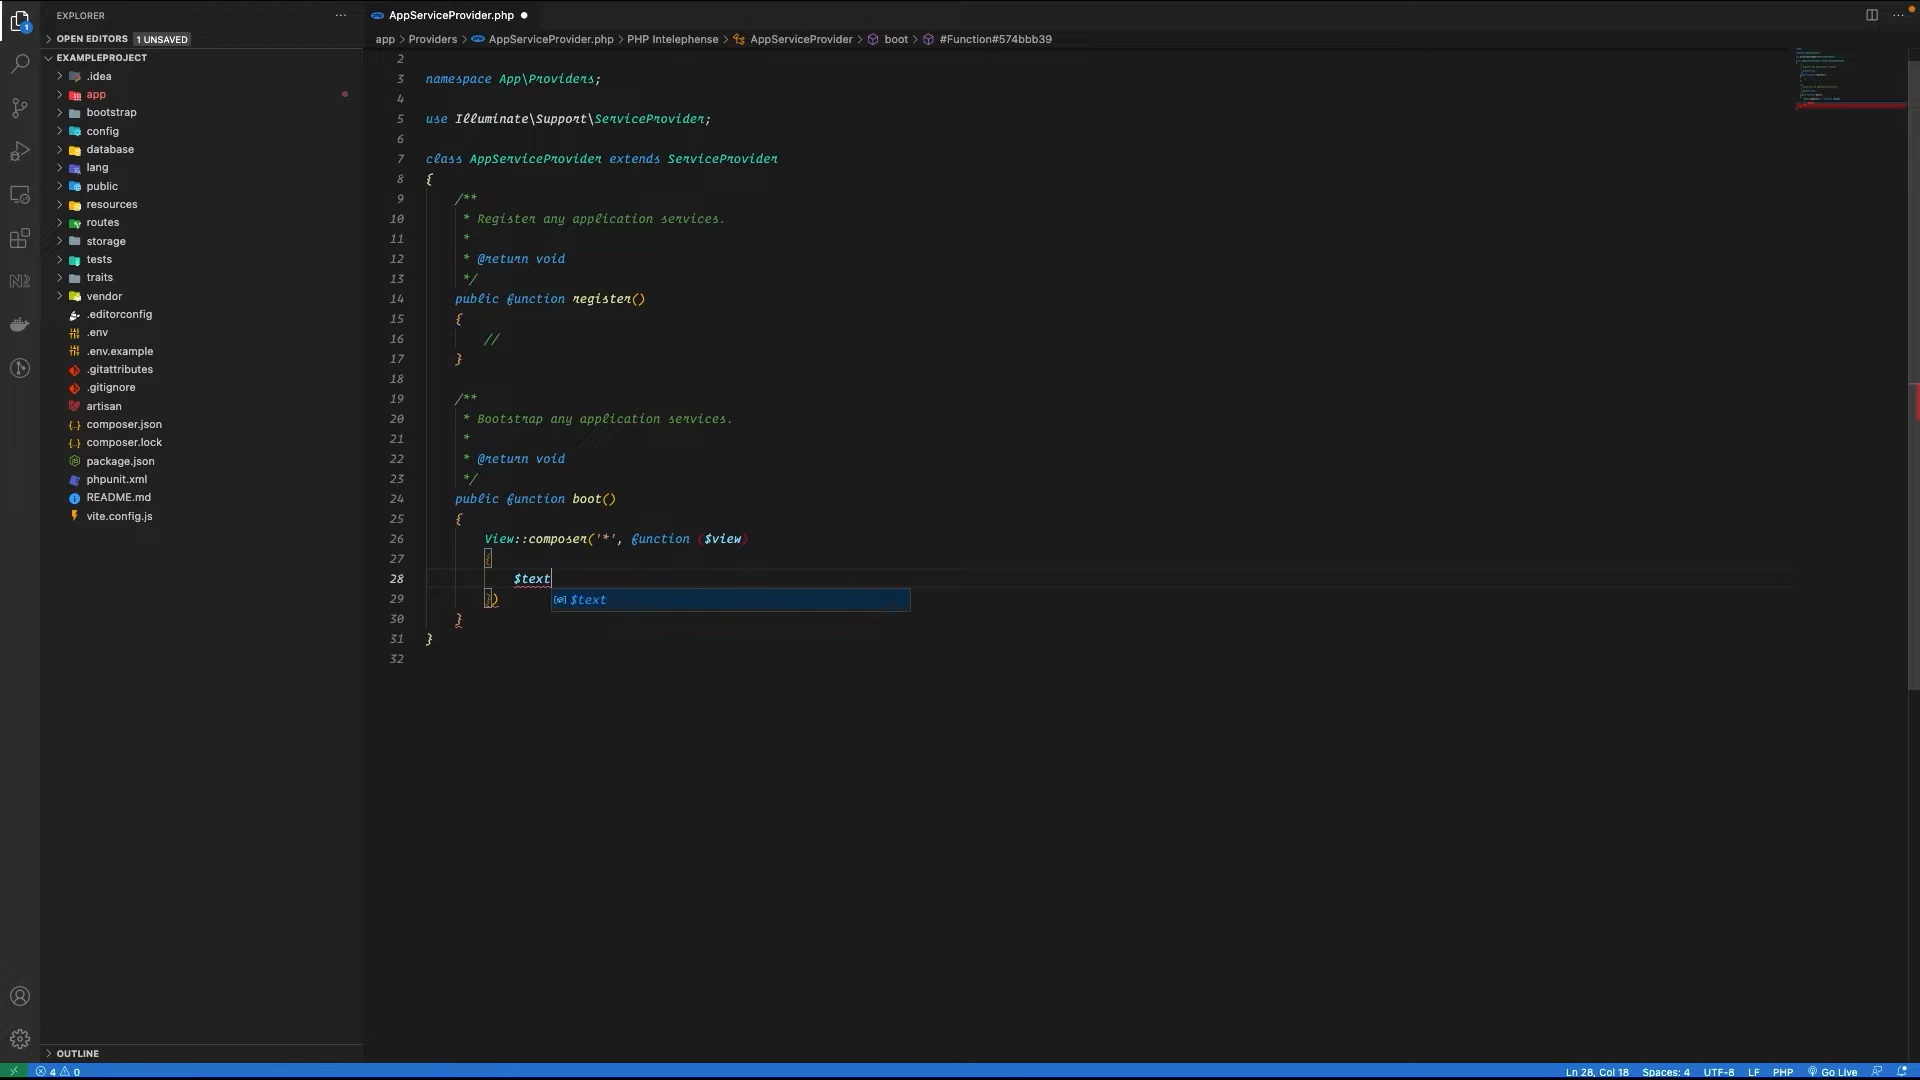 EXPLORER
AppServiceProvider.php
OPEN EDITORS 1 UNSAVED
app > Providers > AppServiceProvider.php > PHP Intelephense > AppServiceProvider > boot > #Function#574bbb39
EXAMPLEPROJECT
.idea
app
bootstrap
config
database
lang
public
resources
routes
storage
tests
traits
vendor
.editorconfig
.env
.env.example
.gitattributes
.gitignore
artisan
composer.json
composer.lock
package.json
phpunit.xml
README.md
vite.config.js
OUTLINE
2
3 namespace App\Providers;
4
5 use Illuminate\Support\ServiceProvider;
6
7 class AppServiceProvider extends ServiceProvider
8 {
9 /**
10 * Register any application services.
11 *
12 * @return void
13 */
14 public function register()
15 {
16 //
17 }
18
19 /**
20 * Bootstrap any application services.
21 *
22 * @return void
23 */
24 public function boot()
25 {
26 View::composer('*', function ($view)
27 {
28 $text
29 })
$text
30 }
31 }
32
4 0
Ln 28, Col 18 Spaces: 4 UTF-8 LF PHP Go Live